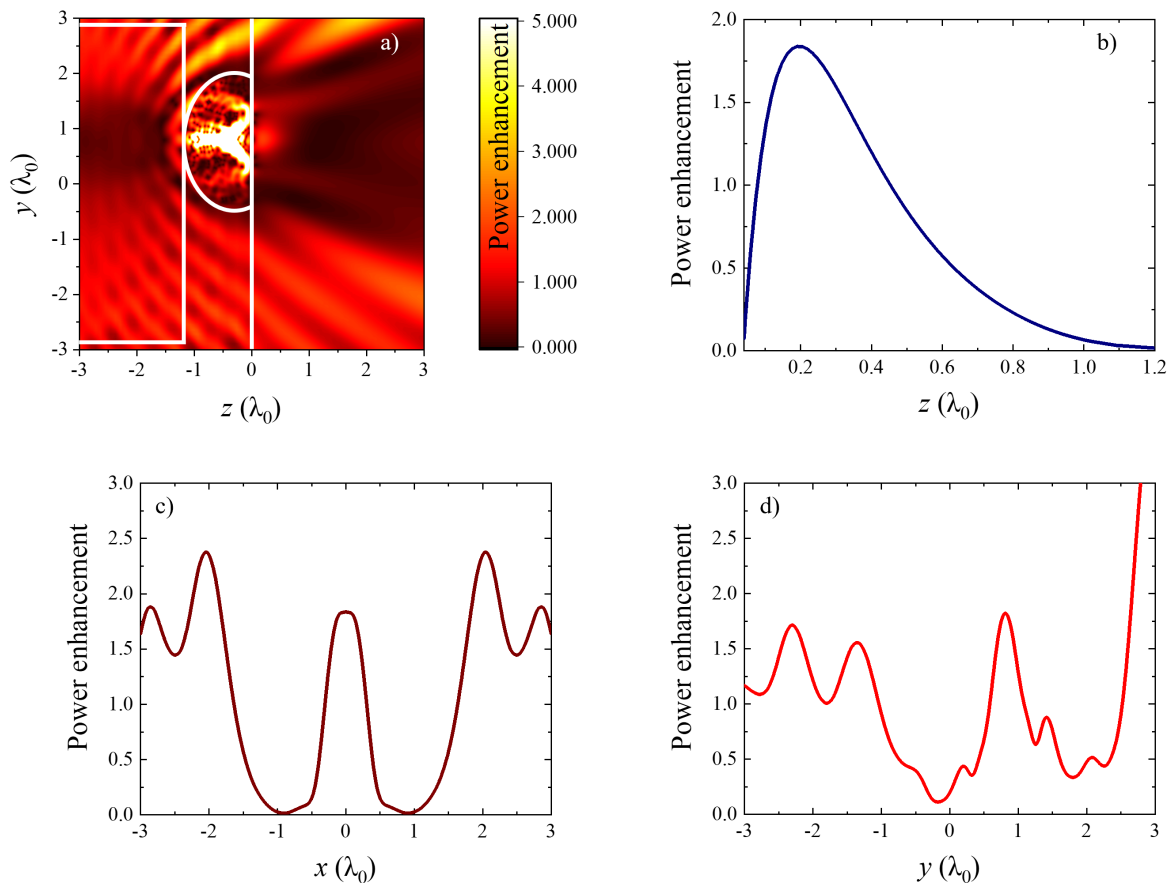 a)
3
2
1
0
-1
-2
-3
y (λ0)
-3 -2 -1 0 1 2 3
z (λ0)
Power enhancement
5.000
4.000
3.000
2.000
1.000
0.000
b)
2.0
1.5
1.0
0.5
0.0
Power enhancement
0.2 0.4 0.6 0.8 1.0 1.2
z (λ0)
c)
3.0
2.5
2.0
1.5
1.0
0.5
0.0
Power enhancement
-3 -2 -1 0 1 2 3
x (λ0)
d)
3.0
2.5
2.0
1.5
1.0
0.5
0.0
Power enhancement
-3 -2 -1 0 1 2 3
y (λ0)